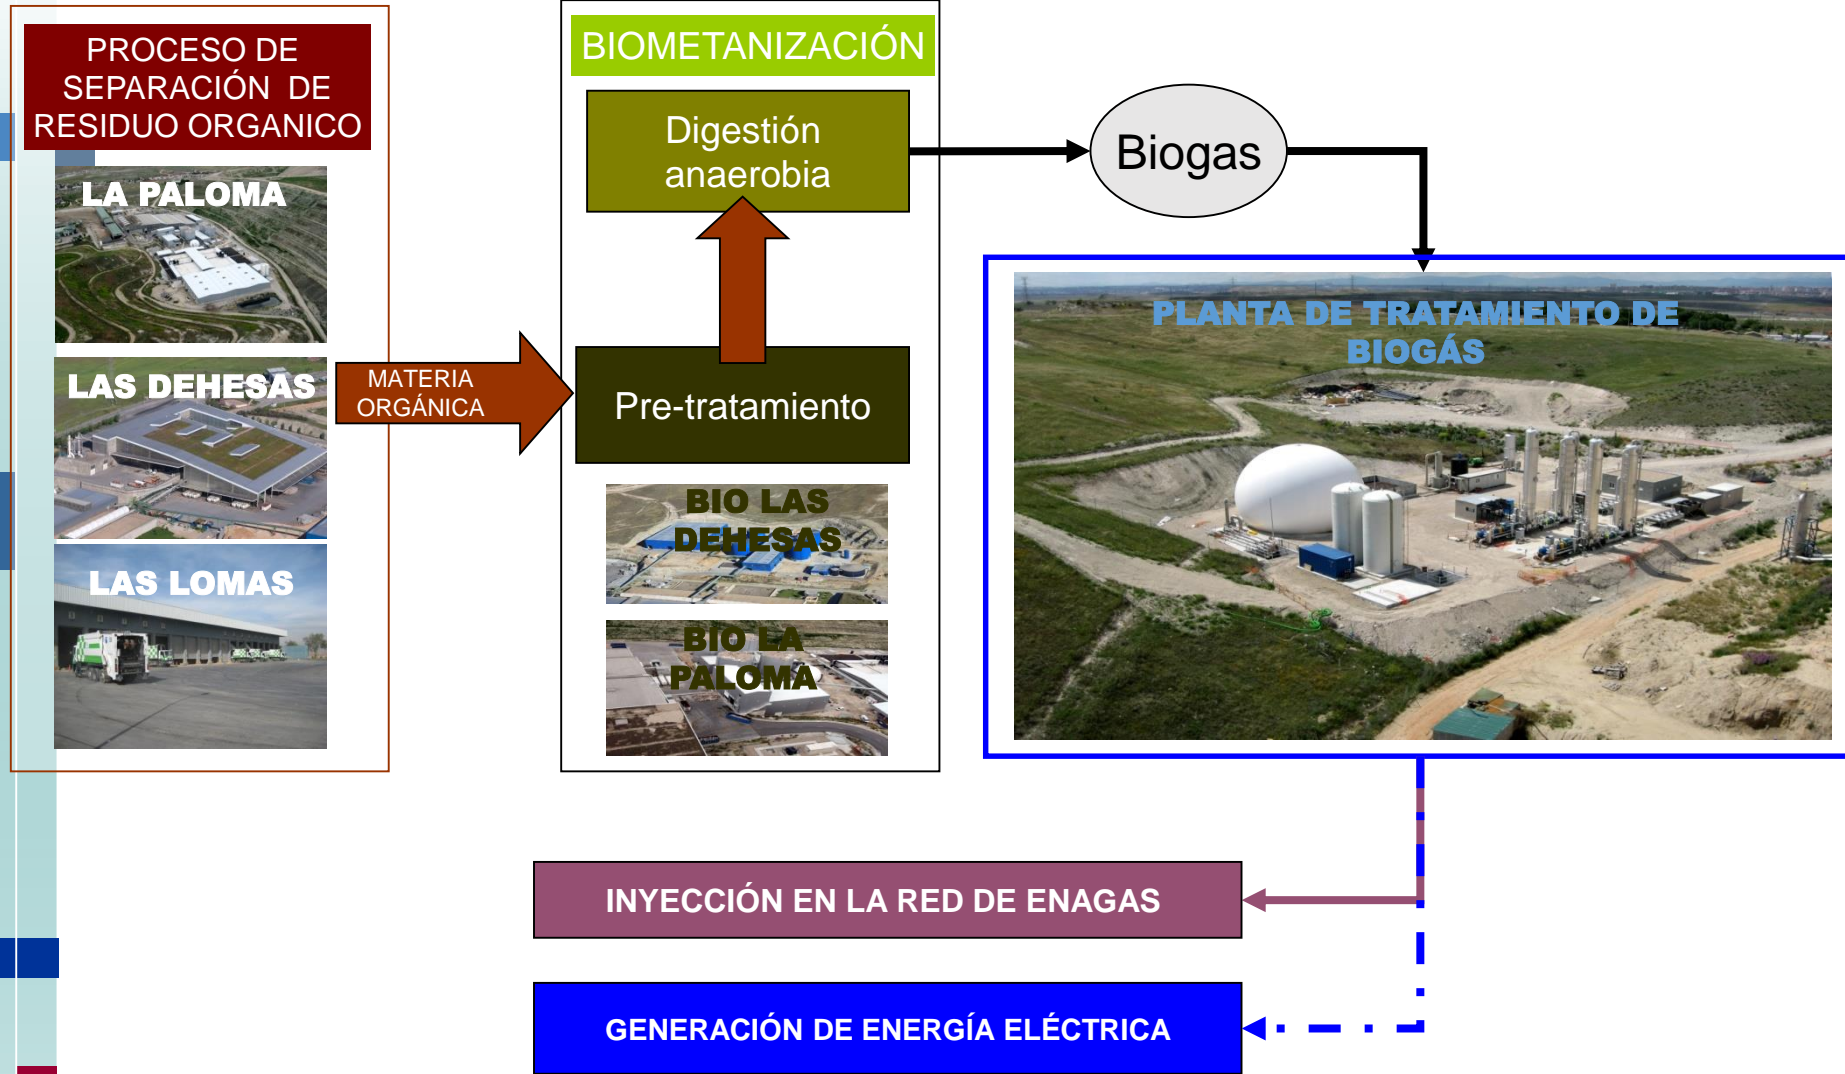 PROCESO DE
SEPARACIÓN DE
RESIDUO ORGANICO
LA PALOMA
LAS DEHESAS
LAS LOMAS
MATERIA
ORGÁNICA
BIOMETANIZACIÓN
Digestión
anaerobia
Pre-tratamiento
BIO LAS
DEHESAS
BIO LA
PALOMA
Biogas
PLANTA DE TRATAMIENTO DE
BIOGÁS
INYECCIÓN EN LA RED DE ENAGAS
GENERACIÓN DE ENERGÍA ELÉCTRICA